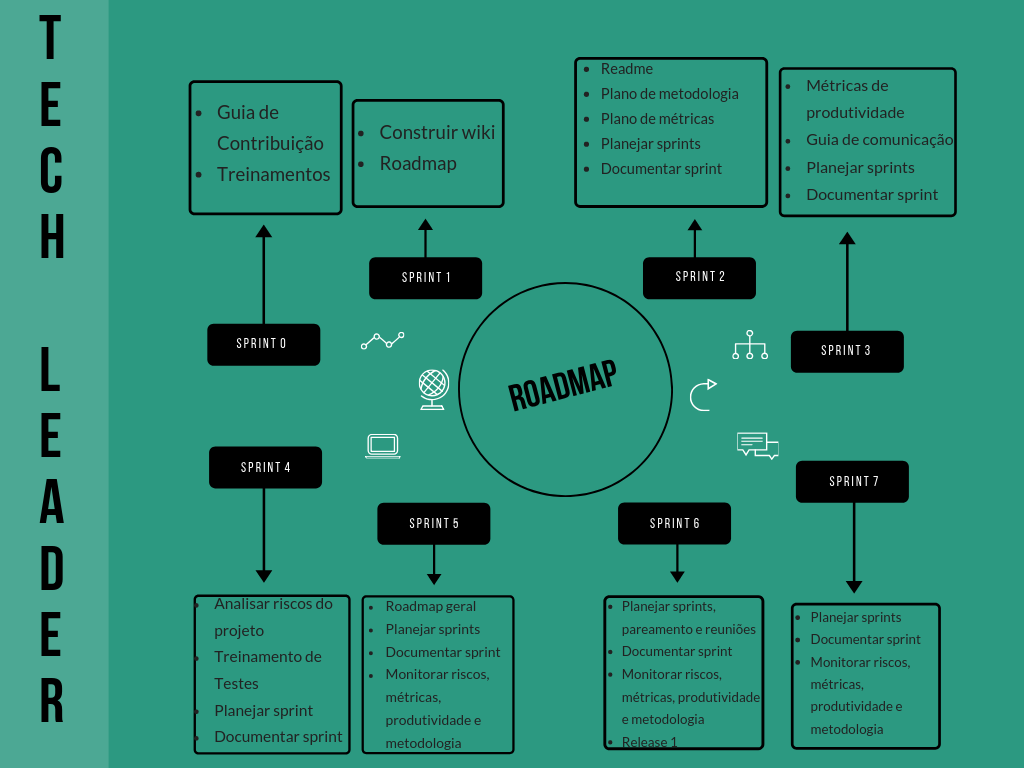 TECH LEADER
• Guia de
Contribuição
• Treinamentos
• Construir wiki
• Roadmap
• Readme
• Plano de metodologia
• Plano de métricas
• Planejar sprints
• Documentar sprint
• Métricas de
produtividade
• Guia de comunicação
• Planejar sprints
• Documentar sprint
SPRINT 0
SPRINT 1
SPRINT 2
SPRINT 3
ROADMAP
SPRINT 4
SPRINT 5
SPRINT 6
SPRINT 7
• Analisar riscos do
projeto
• Treinamento de
Testes
• Planejar sprint
• Documentar sprint
• Roadmap geral
• Planejar sprints
• Documentar sprint
• Monitorar riscos,
métricas,
produtividade e
metodologia
• Planejar sprints,
pareamento e reuniões
• Documentar sprint
• Monitorar riscos,
métricas, produtividade
e metodologia
• Release 1
• Planejar sprints
• Documentar sprint
• Monitorar riscos,
métricas,
produtividade e
metodologia